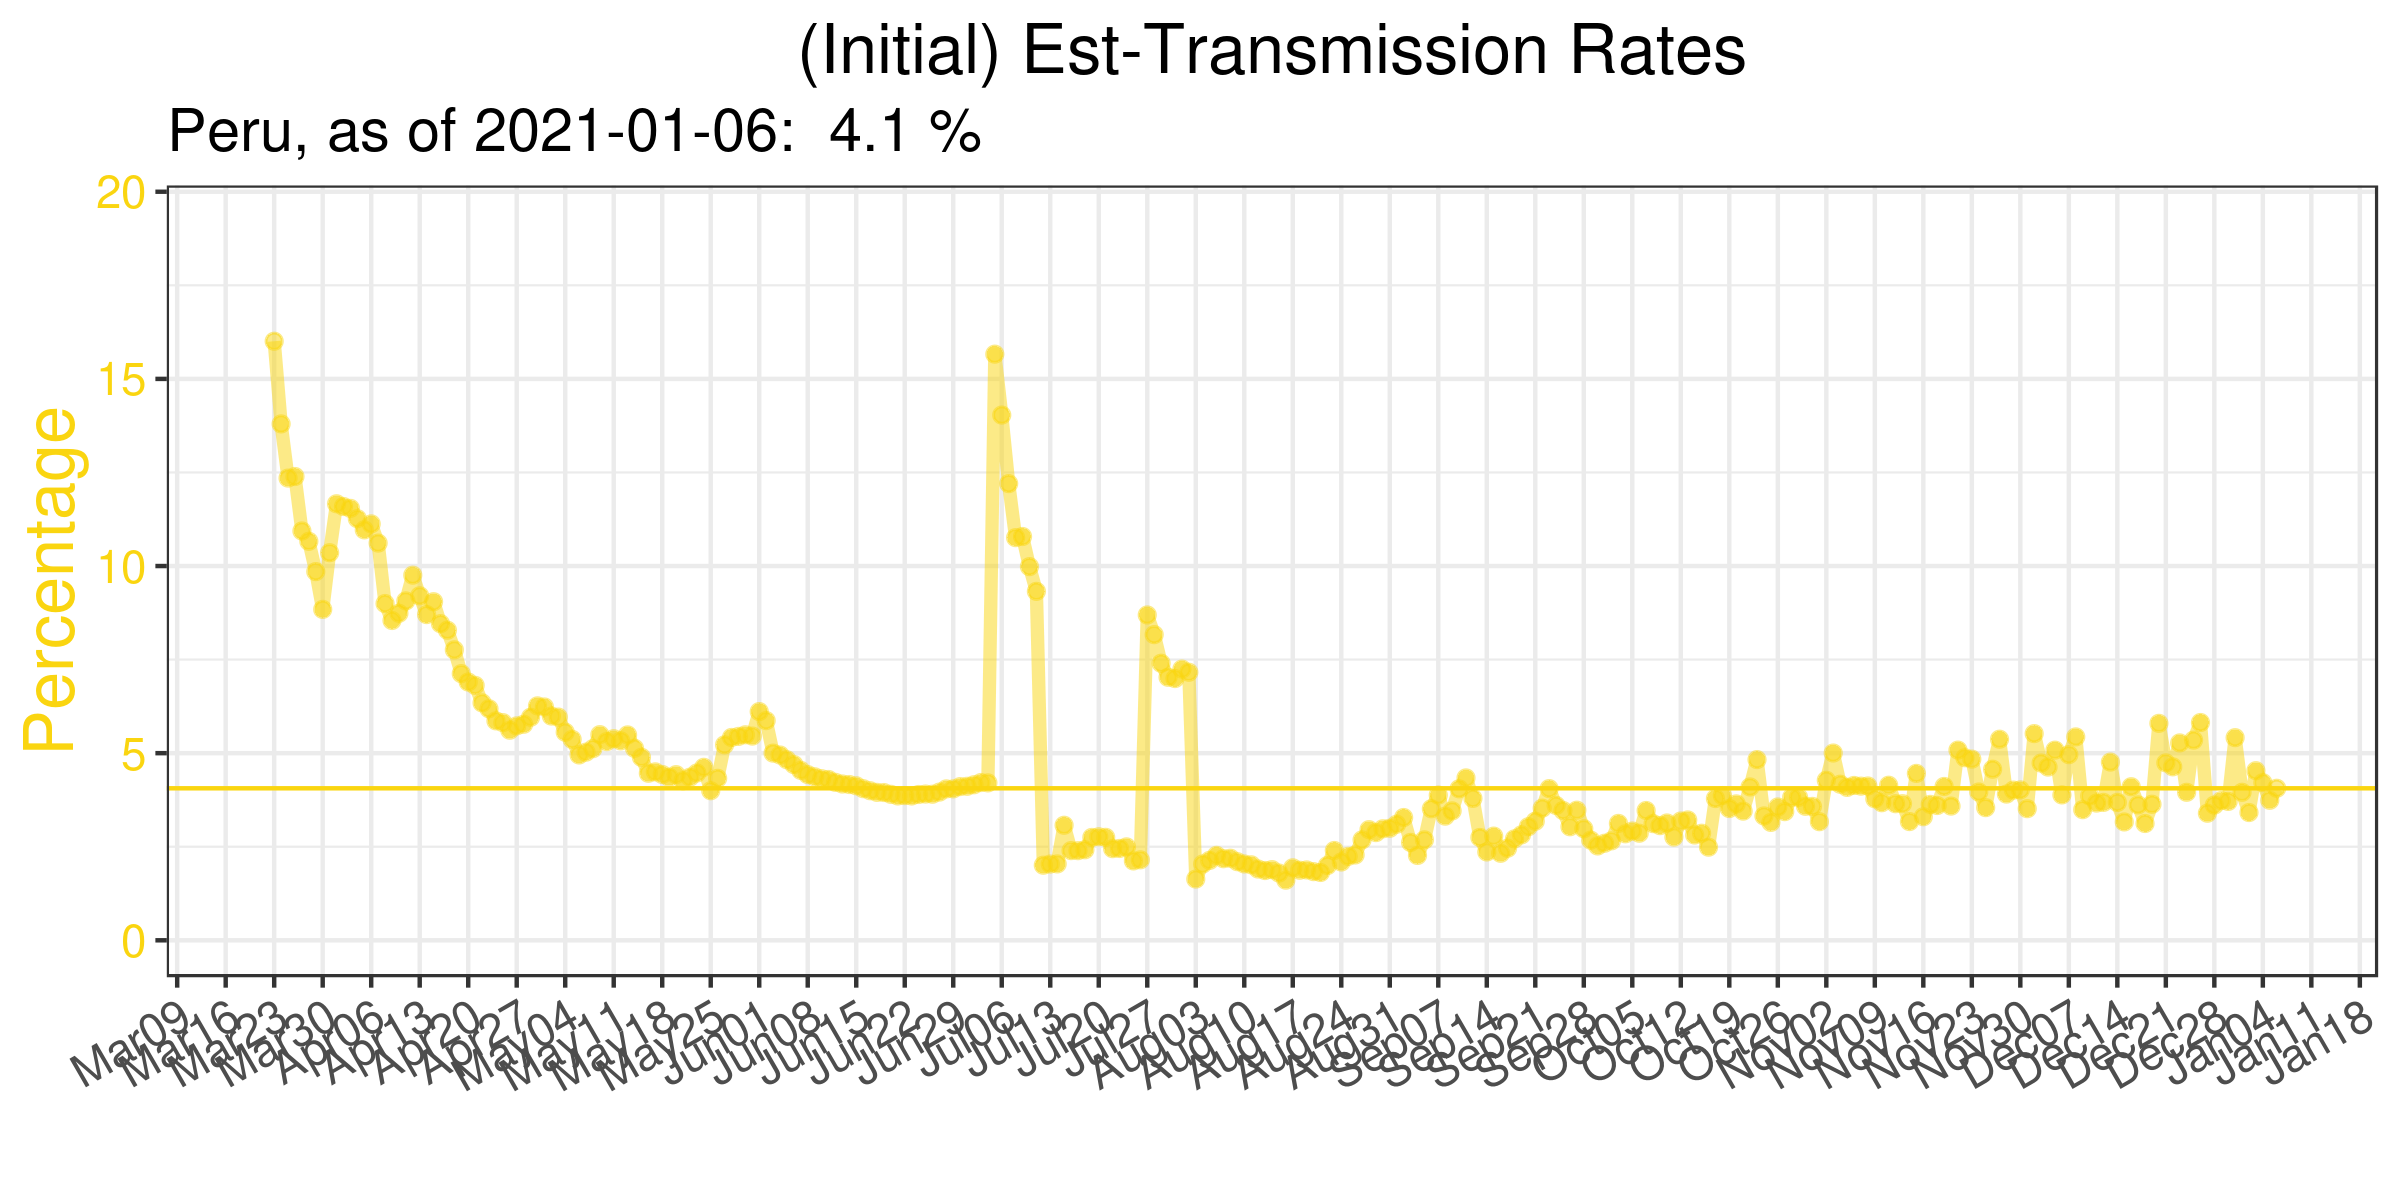 (Initial) Est-Transmission Rates
Peru, as of 2021-01-06: 4.1 %
Percentage
20
15
10
5
0
Mar09
Mar16
Mar23
Mar30
Apr06
Apr13
Apr20
Apr27
May04
May11
May18
May25
Jun01
Jun08
Jun15
Jun22
Jun29
Jul06
Jul13
Jul20
Jul27
Aug03
Aug10
Aug17
Aug24
Aug31
Sep07
Sep14
Sep21
Sep28
Oct05
Oct12
Oct19
Oct26
Nov02
Nov09
Nov16
Nov23
Nov30
Dec07
Dec14
Dec21
Dec28
Jan04
Jan11
Jan18